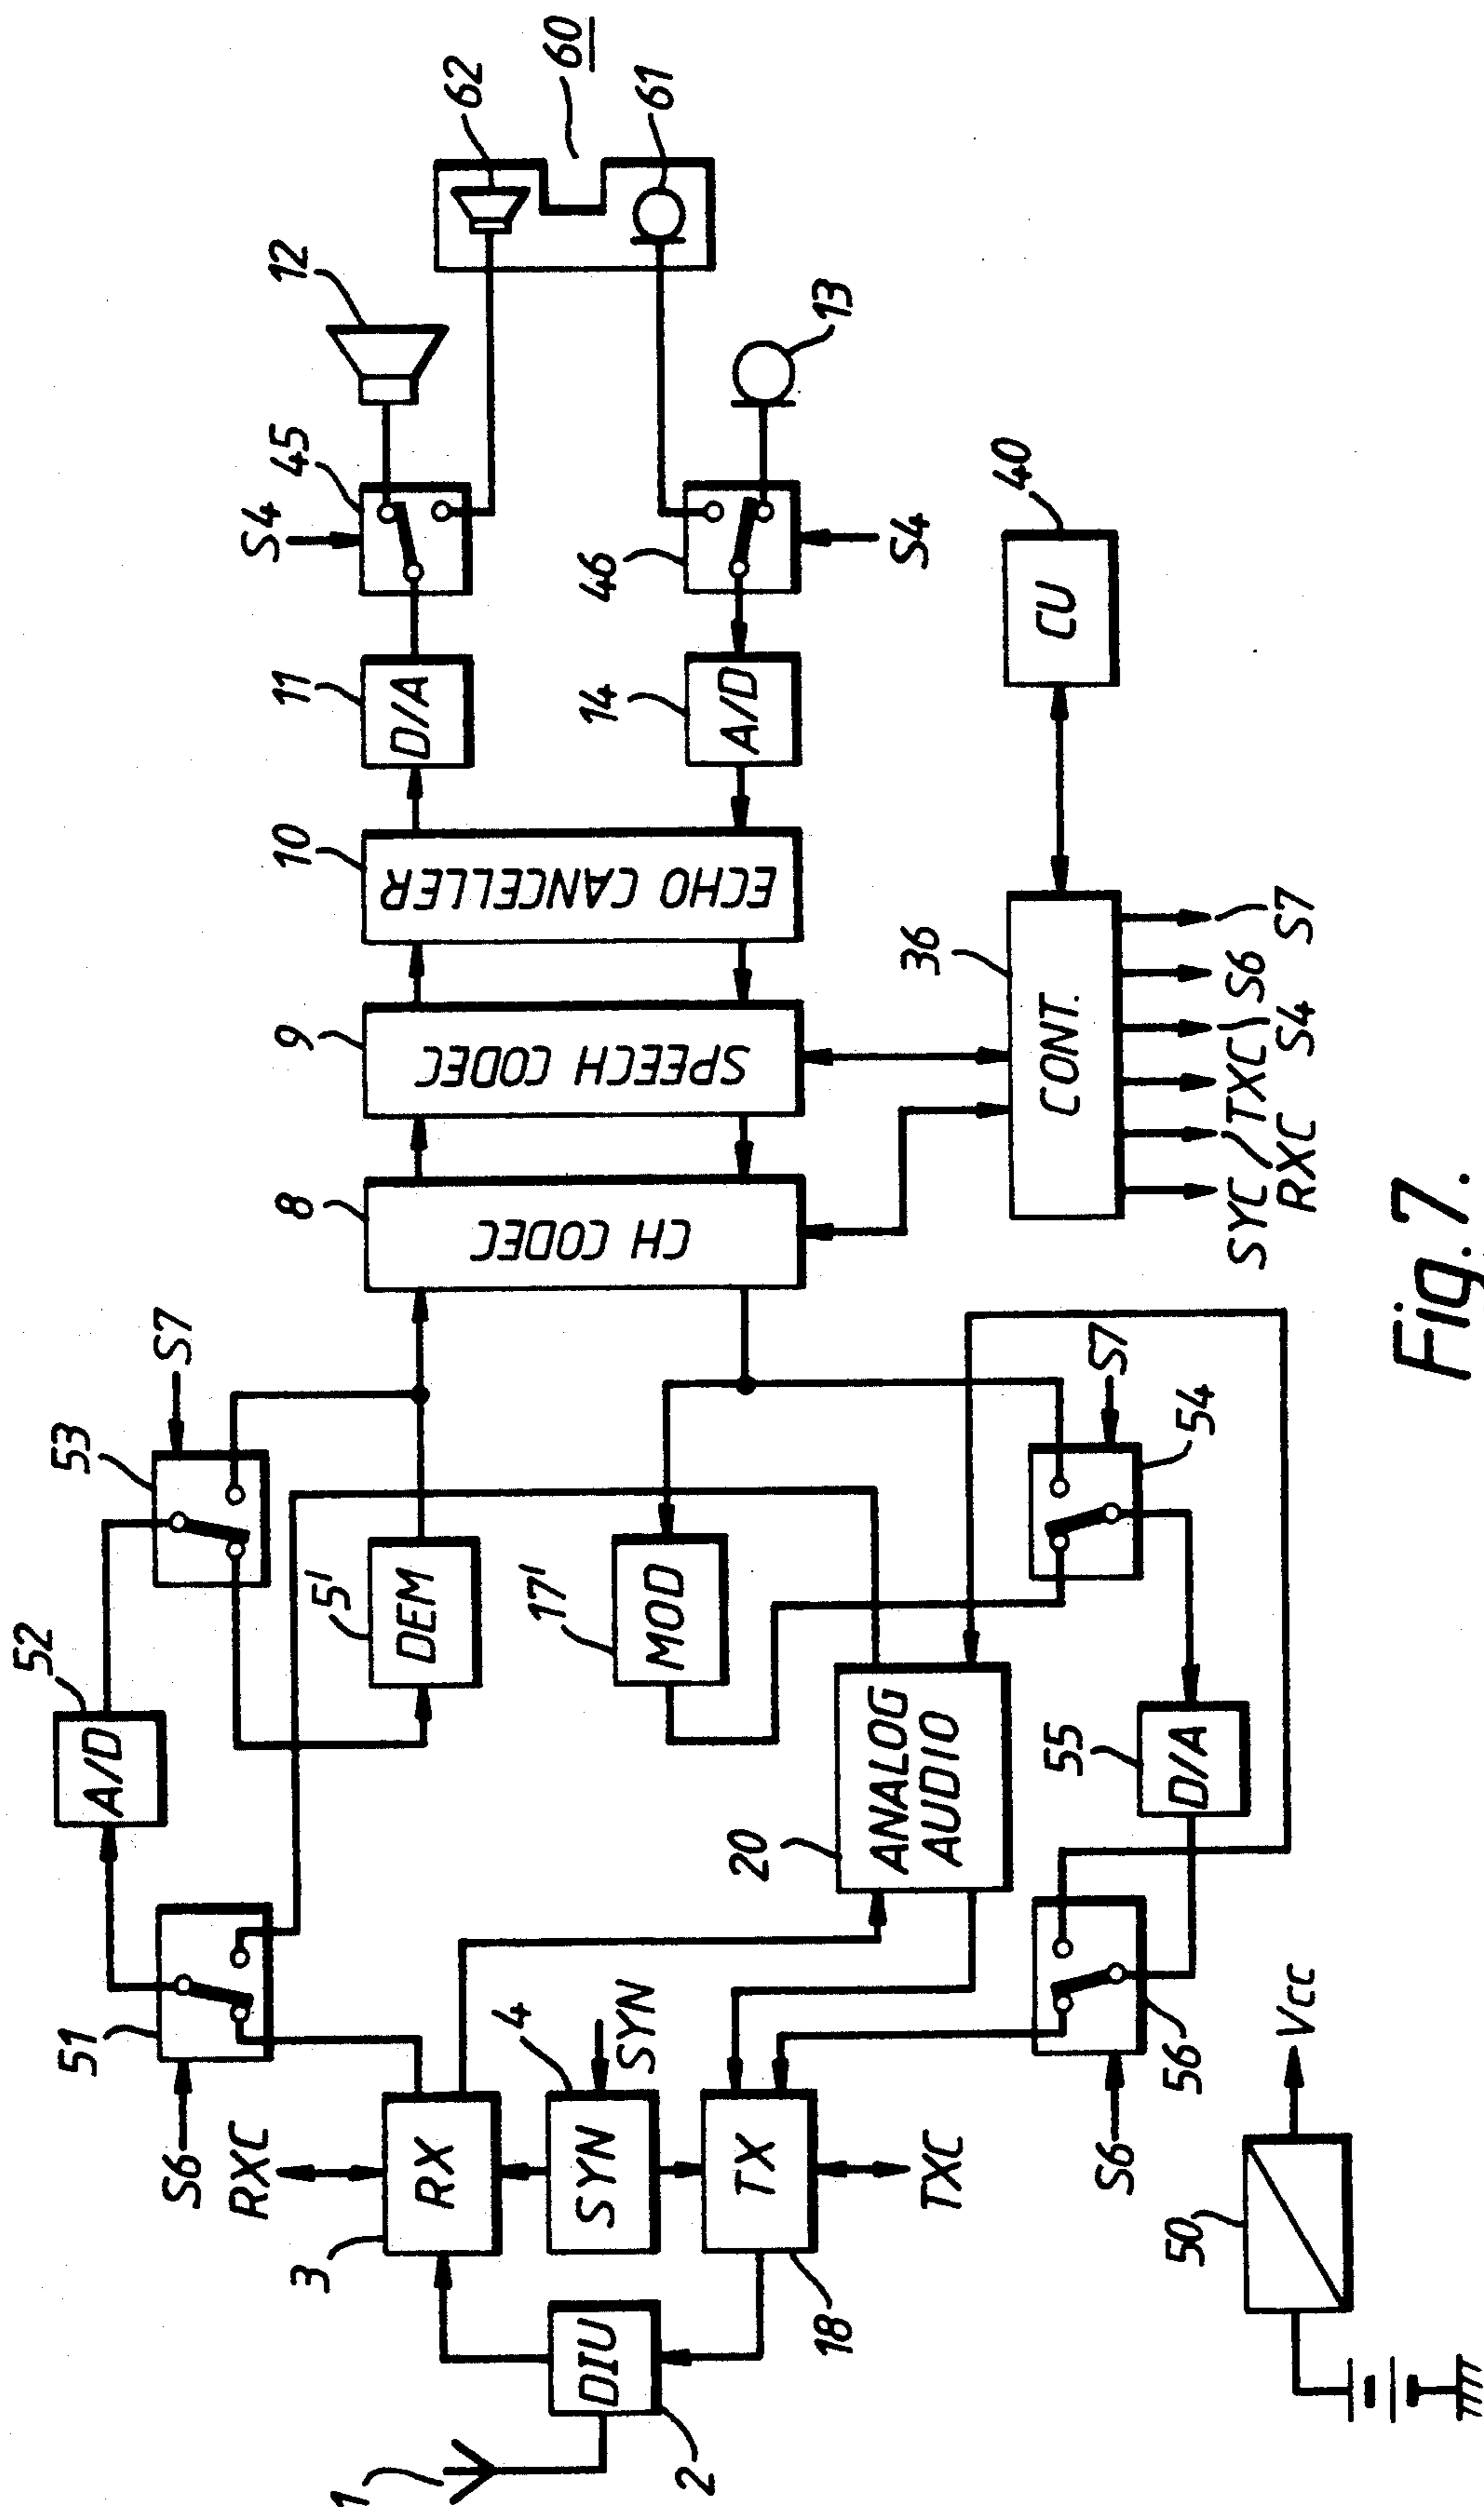 52
A/D
53
S7
51
S6
RXC
12
S4
45
62
60
61
11
D/A
10
ECHO CANCELLER
9
SPEECH CODEC
8
CH CODEC
5'
DEM
3
RX
4
SYN
SYN
DIU
1
2
TX
18
TXC
17'
MOD
20
ANALOG
AUDIO
14
A/D
46
S4
13
36
CONT.
40
CU
SYC
RXC
TXC
S4
S6
S7
S7
54
55
D/A
56
S6
50
Vcc
Fig. 7.